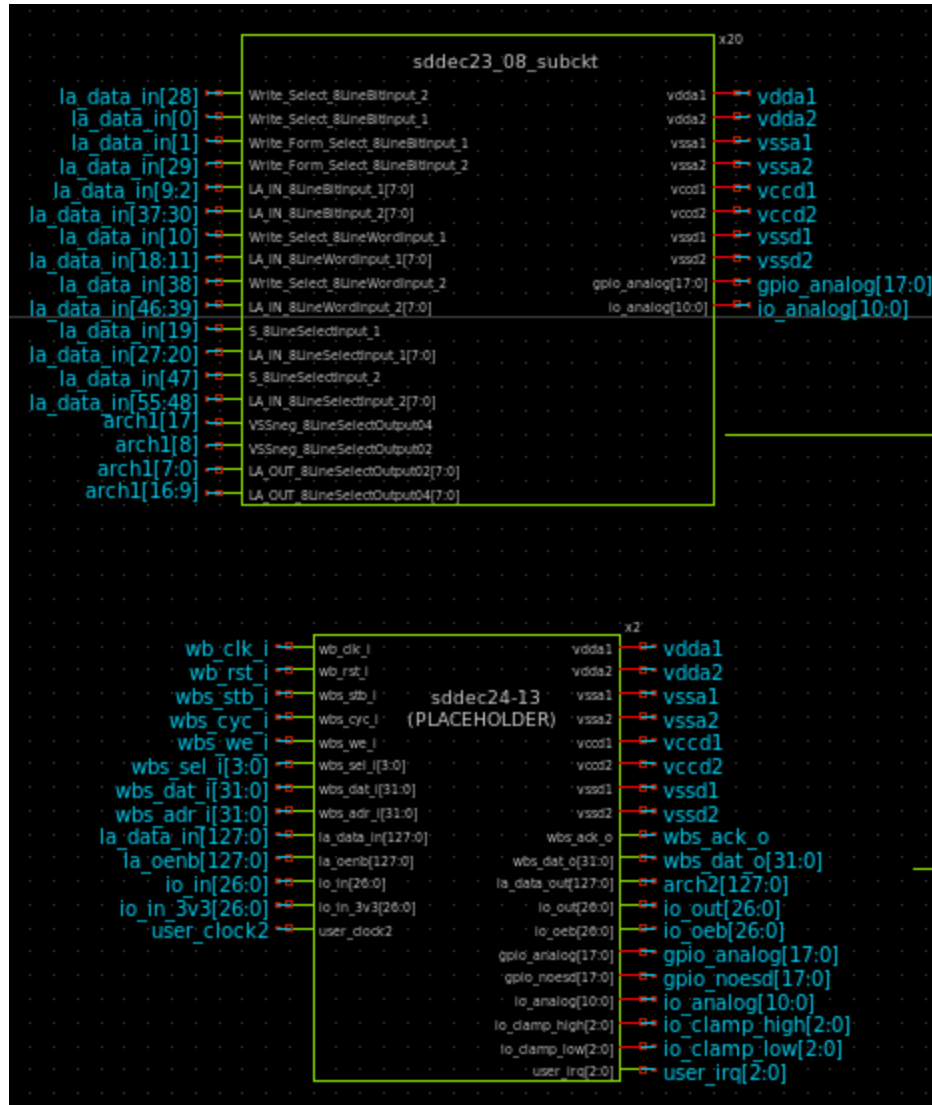 x20
sddec23_08_subckt
la_data_in[28] Write_Select_8LineBitInput_2 vdda1 vdda1
la_data_in[0] Write_Select_8LineBitInput_1 vdda2 vdda2
la_data_in[1] Write_Form_Select_8LineBitInput_1 vssa1 vssa1
la_data_in[29] Write_Form_Select_8LineBitInput_2 vssa2 vssa2
la_data_in[9:2] LA_IN_8LineBitInput_1[7:0] vccd1 vccd1
la_data_in[37:30] LA_IN_8LineBitInput_2[7:0] vccd2 vccd2
la_data_in[10] Write_Select_8LineWordInput_1 vssd1 vssd1
la_data_in[18:11] LA_IN_8LineWordInput_1[7:0] vssd2 vssd2
la_data_in[38] Write_Select_8LineWordInput_2 gpio_analog[17:0] gpio_analog[17:0]
la_data_in[46:39] LA_IN_8LineWordInput_2[7:0] io_analog[10:0] io_analog[10:0]
la_data_in[19] S_8LineSelectInput_1
la_data_in[27:20] LA_IN_8LineSelectInput_1[7:0]
la_data_in[47] S_8LineSelectInput_2
la_data_in[55:48] LA_IN_8LineSelectInput_2[7:0]
arch1[17] VSSneg_8LineSelectOutput04
arch1[8] VSSneg_8LineSelectOutput02
arch1[7:0] LA_OUT_8LineSelectOutput02[7:0]
arch1[16:9] LA_OUT_8LineSelectOutput04[7:0]
x2
wb_clk_i wb_clk_i vdda1 vdda1
wb_rst_i wb_rst_i vdda2 vdda2
wbs_stb_i wbs_stb_i sddec24-13 vssa1 vssa1
wbs_cyc_i wbs_cyc_i (PLACEHOLDER) vssa2 vssa2
wbs_we_i wbs_we_i vccd1 vccd1
wbs_sel_i[3:0] wbs_sel_i[3:0] vccd2 vccd2
wbs_dat_i[31:0] wbs_dat_i[31:0] vssd1 vssd1
wbs_adr_i[31:0] wbs_adr_i[31:0] vssd2 vssd2
la_data_in[127:0] la_data_in[127:0] wbs_ack_o wbs_ack_o
la_oenb[127:0] la_oenb[127:0] wbs_dat_o[31:0] wbs_dat_o[31:0]
io_in[26:0] io_in[26:0] la_data_out[127:0] arch2[127:0]
io_in_3v3[26:0] io_in_3v3[26:0] io_out[26:0] io_out[26:0]
user_clock2 user_clock2 io_oeb[26:0] io_oeb[26:0]
gpio_analog[17:0] gpio_analog[17:0]
gpio_noesd[17:0] gpio_noesd[17:0]
io_analog[10:0] io_analog[10:0]
io_clamp_high[2:0] io_clamp_high[2:0]
io_clamp_low[2:0] io_clamp_low[2:0]
user_irq[2:0] user_irq[2:0]